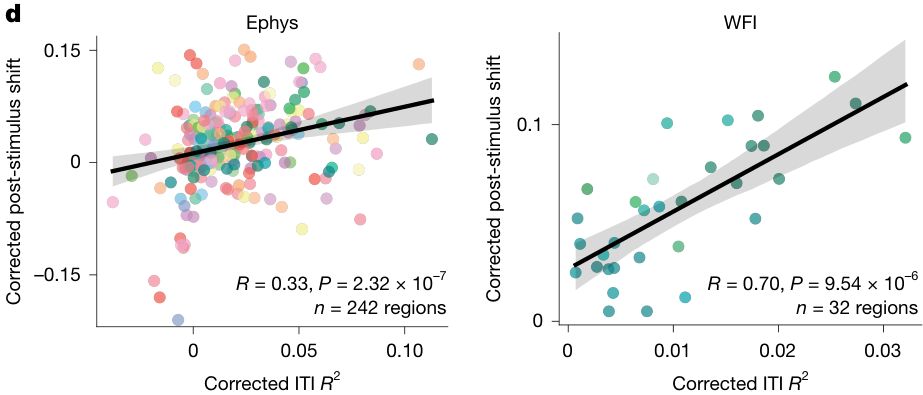 d
Ephys
Corrected post-stimulus shift
0.15
0
−0.15
R = 0.33, P = 2.32 × 10⁻⁷
n = 242 regions
0
0.05
0.10
Corrected ITI R²
WFI
Corrected post-stimulus shift
0.1
0
R = 0.70, P = 9.54 × 10⁻⁶
n = 32 regions
0
0.01
0.02
0.03
Corrected ITI R²